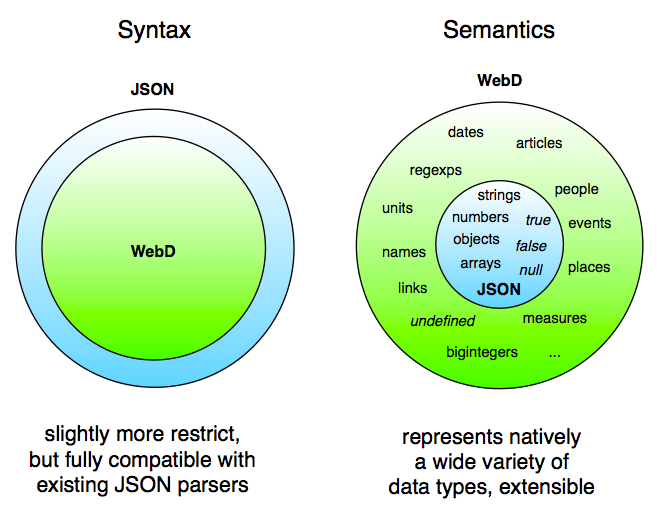 Syntax
JSON
WebD
slightly more restrict,
but fully compatible with
existing JSON parsers
Semantics
WebD
dates
articles
regexps
people
units
events
names
places
links
undefined
measures
bigintegers
...
strings
numbers
true
objects
false
arrays
null
JSON
represents natively
a wide variety of
data types, extensible